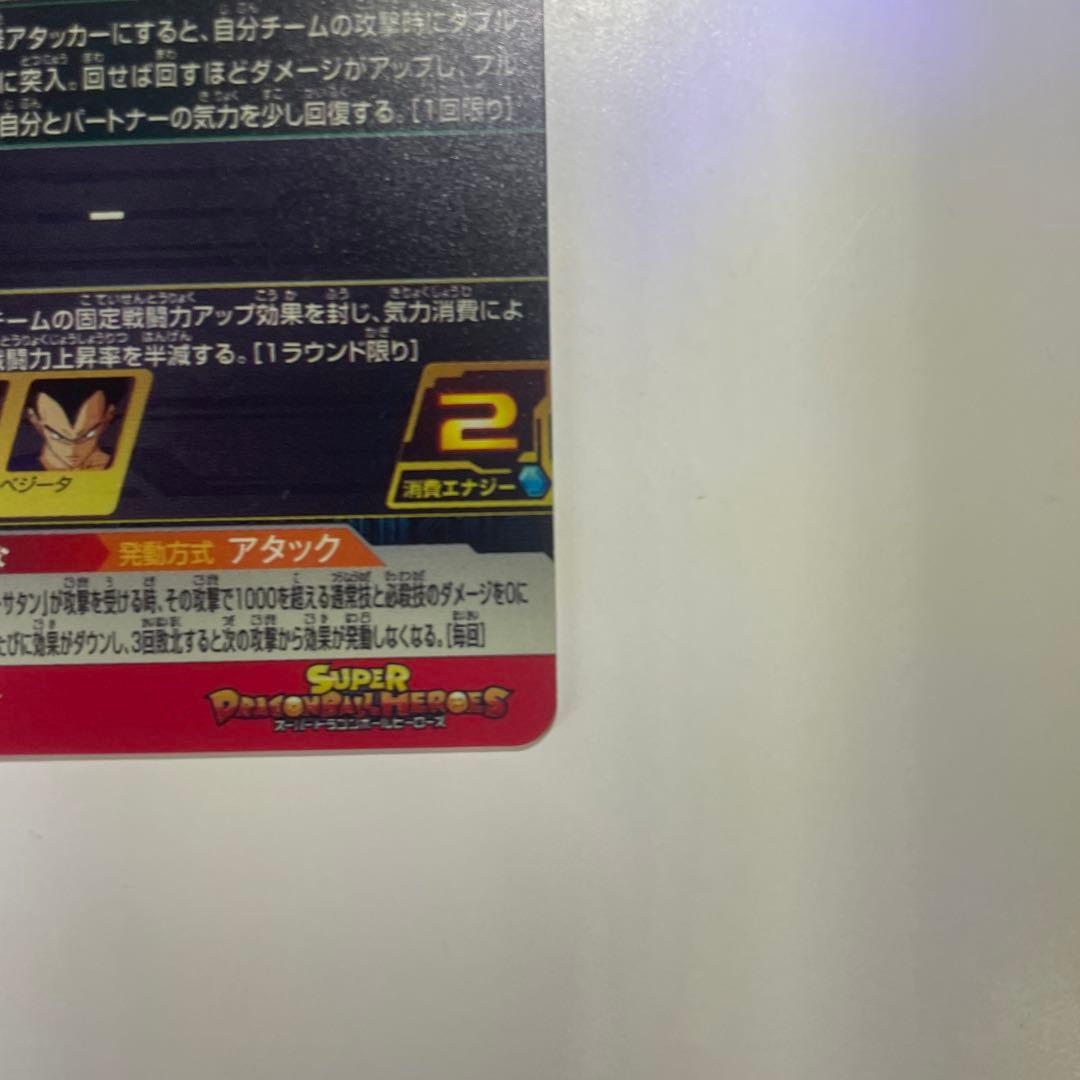 アタッカーにすると、自分チームの攻撃時にダブル
に突入。回せば回すほどダメージがアップし、フル
自分とパートナーの気力を少し回復する。[1回限り]
ー
チームの固定戦闘力アップ効果を封じ、気力消費によ
戦闘力上昇率を半減する。[1ラウンド限り]
2
ベジータ
消費エナジー
発動方式 アタック
サタン」が攻撃を受ける時、その攻撃で1000を超える通常技と必殺技のダメージを0に
たびに効果がダウンし、3回敗北すると次の攻撃から効果が発動しなくなる。[毎回]
SUPER
DRAGONBALL HEROES
スーパードラゴンボールヒーローズ